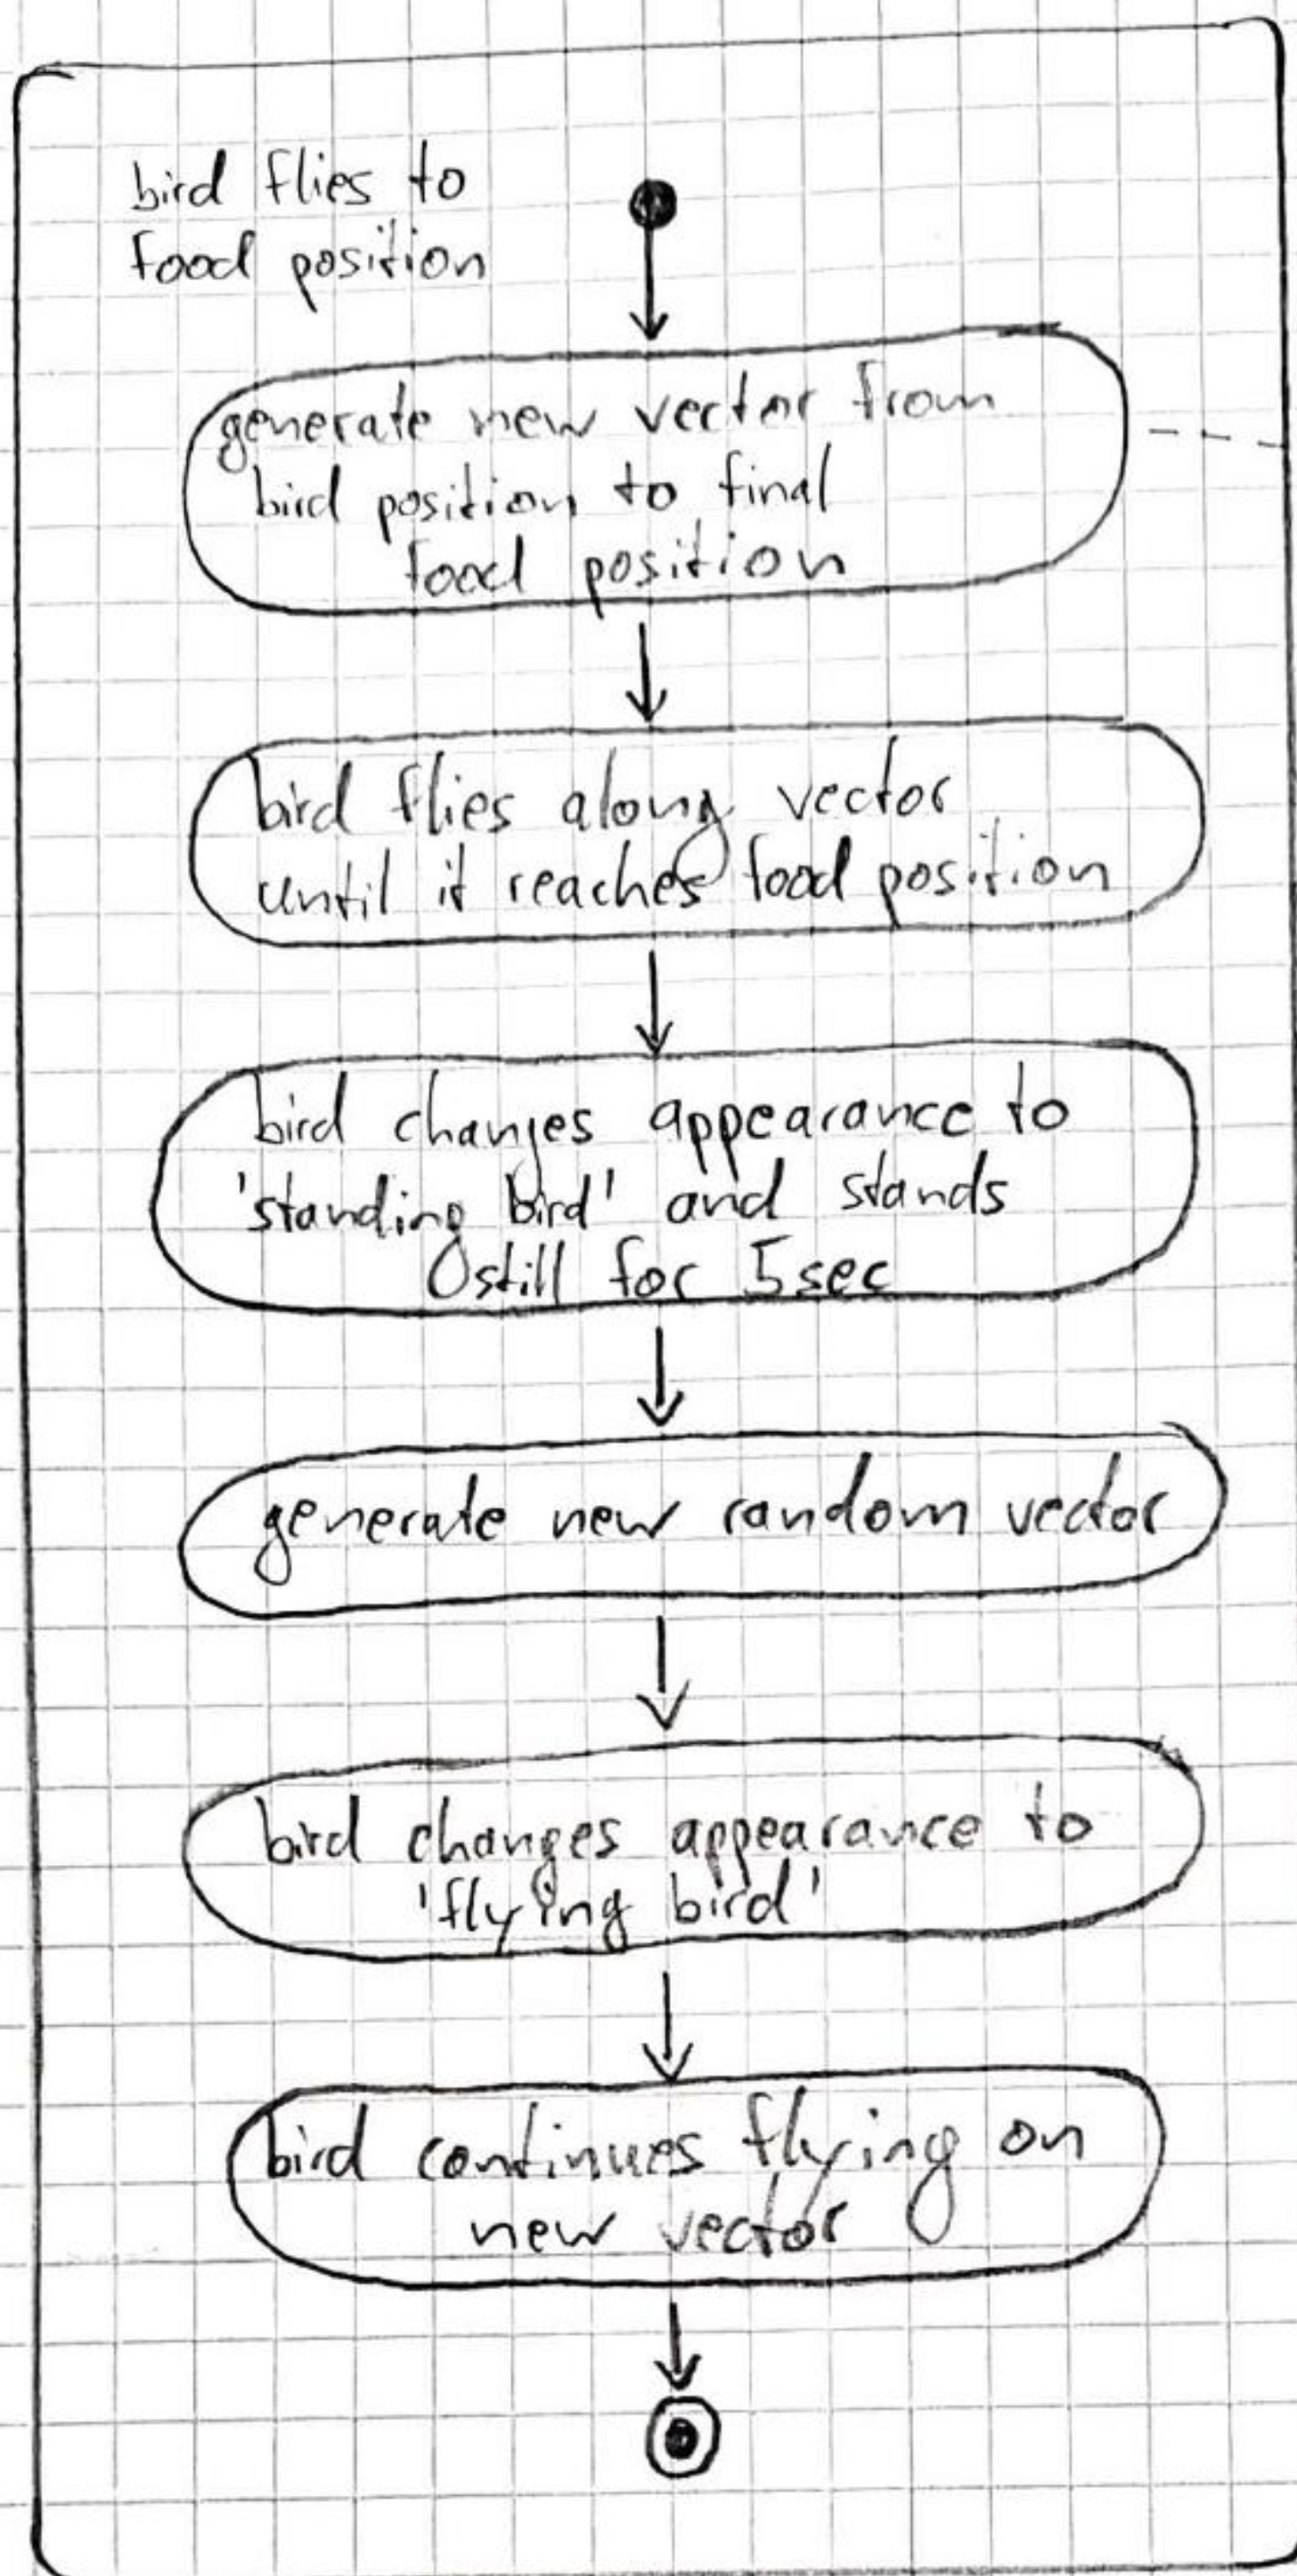 bird flies to
food position
generate new vector from
bird position to final
food position
bird flies along vector
until it reaches food position
bird changes appearance to
'standing bird' and stands
still for 5sec
generate new random vector
bird changes appearance to
'flying bird'
bird continues flying on
new vector